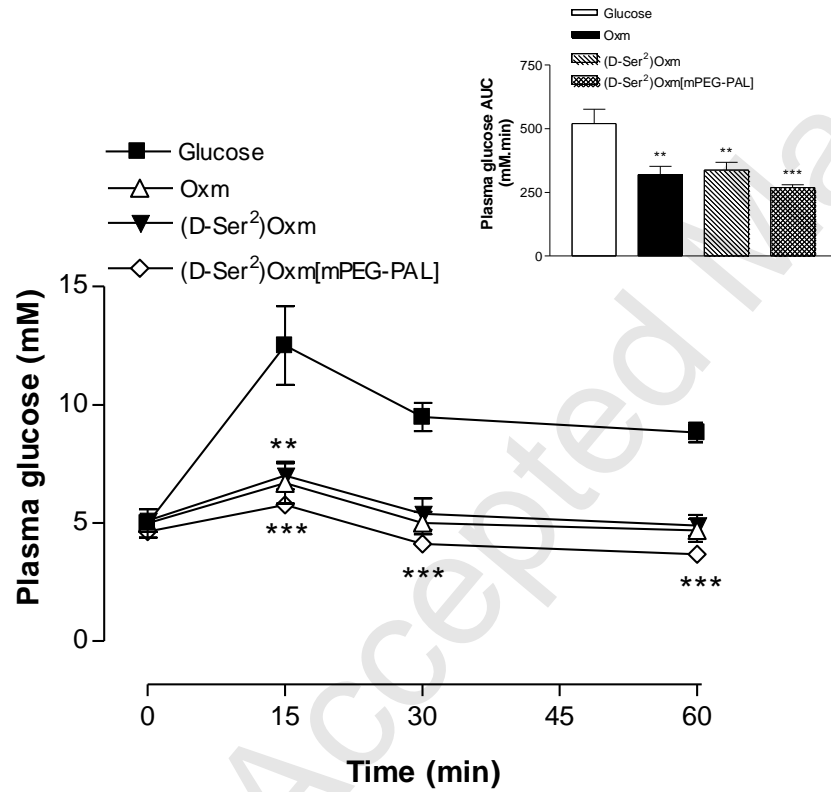 Glucose
Oxm
(D-Ser²)Oxm
(D-Ser²)Oxm[mPEG-PAL]
Plasma glucose AUC
(mM.min)
750
500
250
0
**
**
***
Glucose
Oxm
(D-Ser²)Oxm
(D-Ser²)Oxm[mPEG-PAL]
Plasma glucose (mM)
15
10
5
0
**
***
***
***
0
15
30
45
60
Time (min)
Accepted Ma